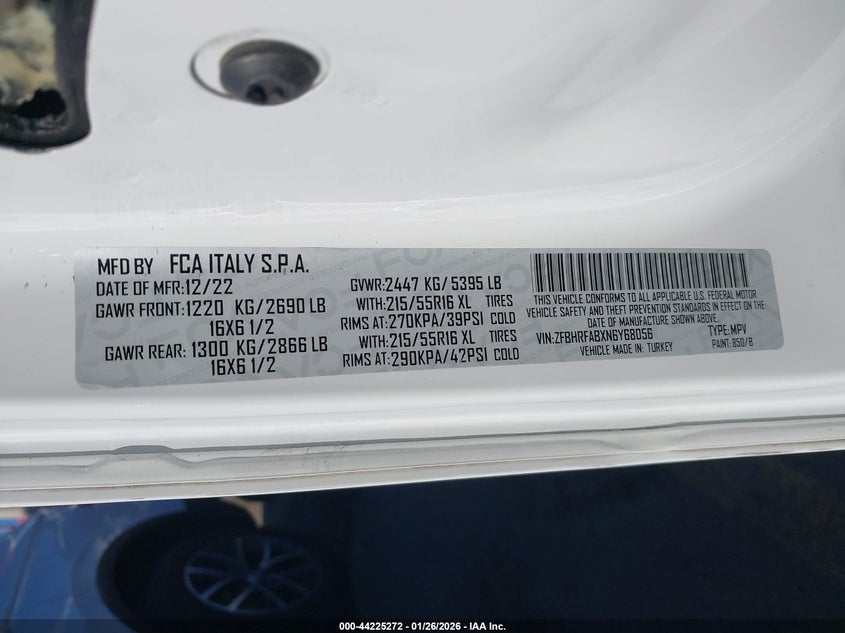 MFD BY FCA ITALY S.P.A.
DATE OF MFR:12/22
GAWR FRONT:1220 KG/2690 LB
16X6 1/2
GAWR REAR:1300 KG/2866 LB
16X6 1/2
GVWR:2447 KG/5395 LB
WITH:215/55R16 XL TIRES
RIMS AT:270KPA/39PSI COLD
WITH:215/55R16 XL TIRES
RIMS AT:290KPA/42PSI COLD
THIS VEHICLE CONFORMS TO ALL APPLICABLE U.S. FEDERAL MOTOR
VEHICLE SAFETY AND THEFT PREVENTION STANDARDS IN EFFECT ON THE
DATE OF MANUFACTURE SHOWN ABOVE.
VIN:ZFBHRFABXN6Y68056 TYPE:MPV
VEHICLE MADE IN: TURKEY PAINT: 850/B
000-44225272 | 01/26/2026 | IAA Inc.